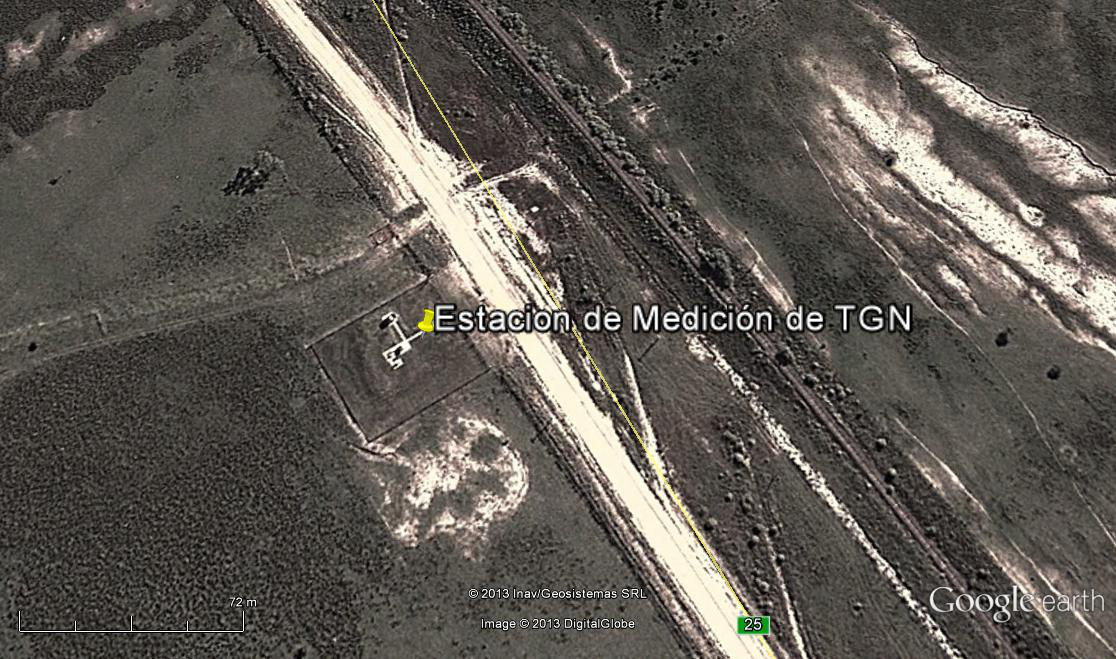 Estacion de Medición de TGN
© 2013 Inav/Geosistemas SRL
72 m
Image © 2013 DigitalGlobe
25
Google earth